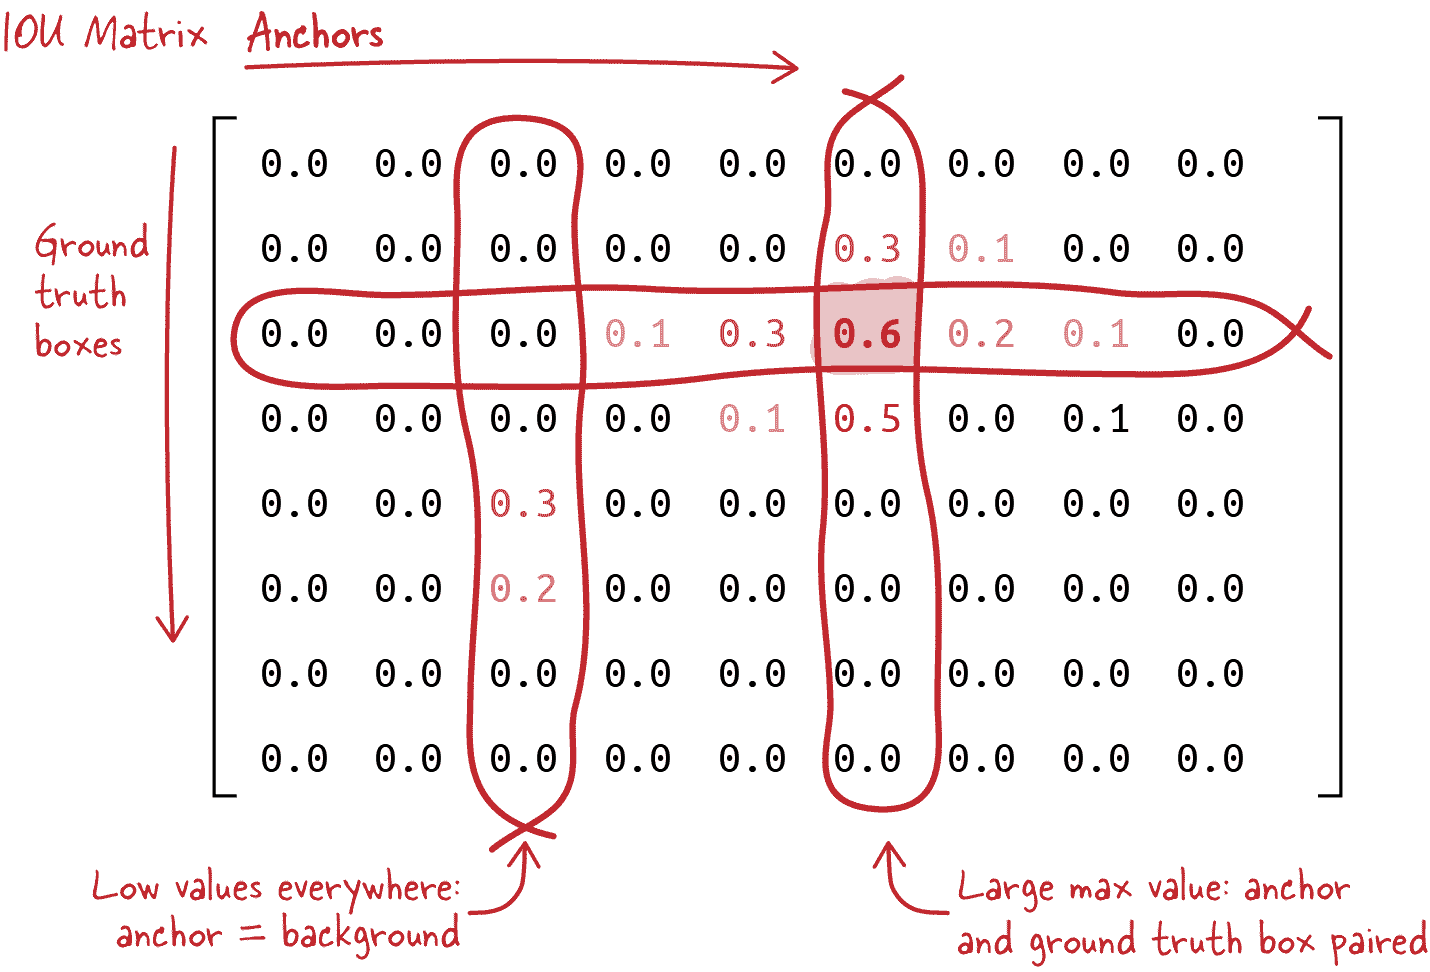 IOU Matrix Anchors
Ground
truth
boxes
0.0 0.0 0.0 0.0 0.0 0.0 0.0 0.0 0.0
0.0 0.0 0.0 0.0 0.0 0.3 0.1 0.0 0.0
0.0 0.0 0.0 0.1 0.3 0.6 0.2 0.1 0.0
0.0 0.0 0.0 0.0 0.1 0.5 0.0 0.1 0.0
0.0 0.0 0.3 0.0 0.0 0.0 0.0 0.0 0.0
0.0 0.0 0.2 0.0 0.0 0.0 0.0 0.0 0.0
0.0 0.0 0.0 0.0 0.0 0.0 0.0 0.0 0.0
0.0 0.0 0.0 0.0 0.0 0.0 0.0 0.0 0.0
Low values everywhere:
anchor = background
Large max value: anchor
and ground truth box paired